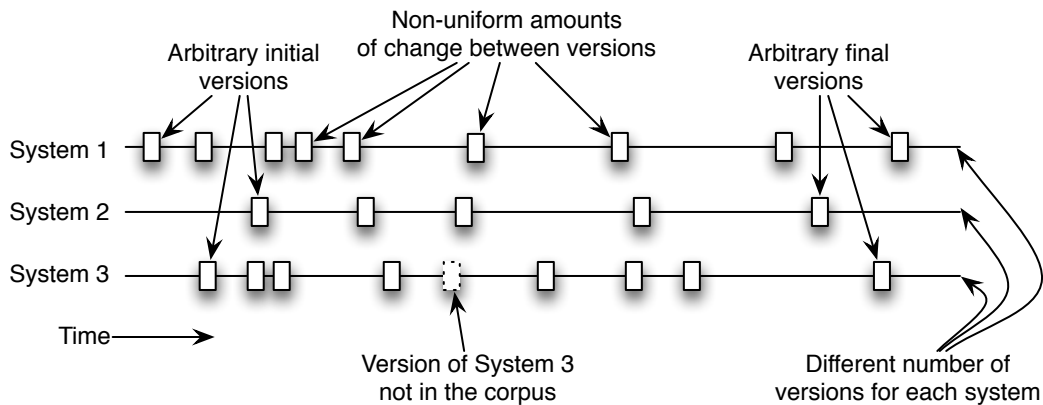 Non-uniform amounts
of change between versions
Arbitrary initial
versions
Arbitrary final
versions
System 1
System 2
System 3
Time
Version of System 3
not in the corpus
Different number of
versions for each system